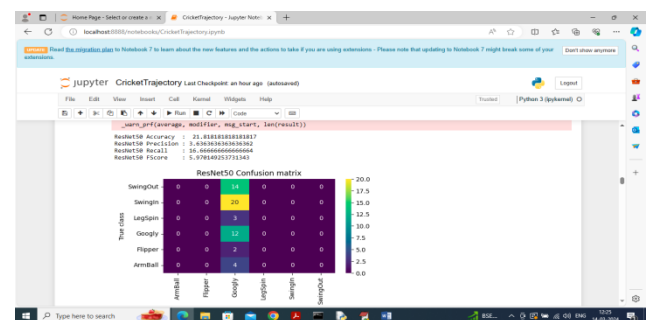 Home Page - Select or create a n
CricketTrajectory - Jupyter Noteb
localhost:8888/notebooks/CricketTrajectory.ipynb
Read the migration plan to Notebook 7 to learn about the new features and the actions to take if you are using extensions - Please note that updating to Notebook 7 might break some of your extensions.
Don't show anymore
jupyter CricketTrajectory Last Checkpoint: an hour ago (autosaved)
Logout
File Edit View Insert Cell Kernel Widgets Help
Trusted
Python 3 (ipykernel)
Run
Code
_warn_prf(average, modifier, msg_start, len(result))
ResNet50 Accuracy : 21.818181818181817
ResNet50 Precision : 3.6363636363636362
ResNet50 Recall : 16.666666666666664
ResNet50 FScore : 5.970149253731343
ResNet50 Confusion matrix
True class
SwingOut 0 0 14 0 0 0
SwingIn 0 0 20 0 0 0
LegSpin 0 0 3 0 0 0
Googly 0 0 12 0 0 0
Flipper 0 0 2 0 0 0
ArmBall 0 0 4 0 0 0
ArmBall
Flipper
Googly
LegSpin
SwingIn
SwingOut
20.0
17.5
15.0
12.5
10.0
7.5
5.0
2.5
0.0
Type here to search
BSE...
ENG
12:25
14-03-2024